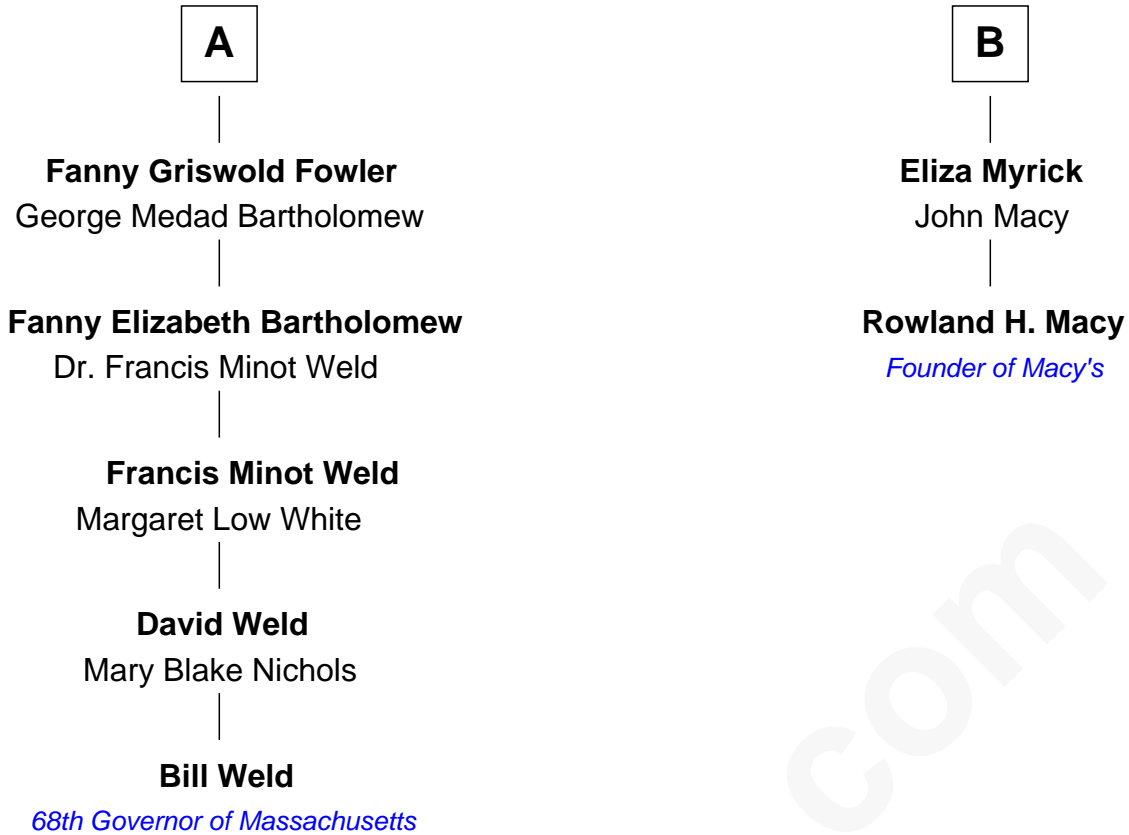 A
Fanny Griswold Fowler
George Medad Bartholomew
Fanny Elizabeth Bartholomew
Dr. Francis Minot Weld
Francis Minot Weld
Margaret Low White
David Weld
Mary Blake Nichols
Bill Weld
68th Governor of Massachusetts
B
Eliza Myrick
John Macy
Rowland H. Macy
Founder of Macy's
com